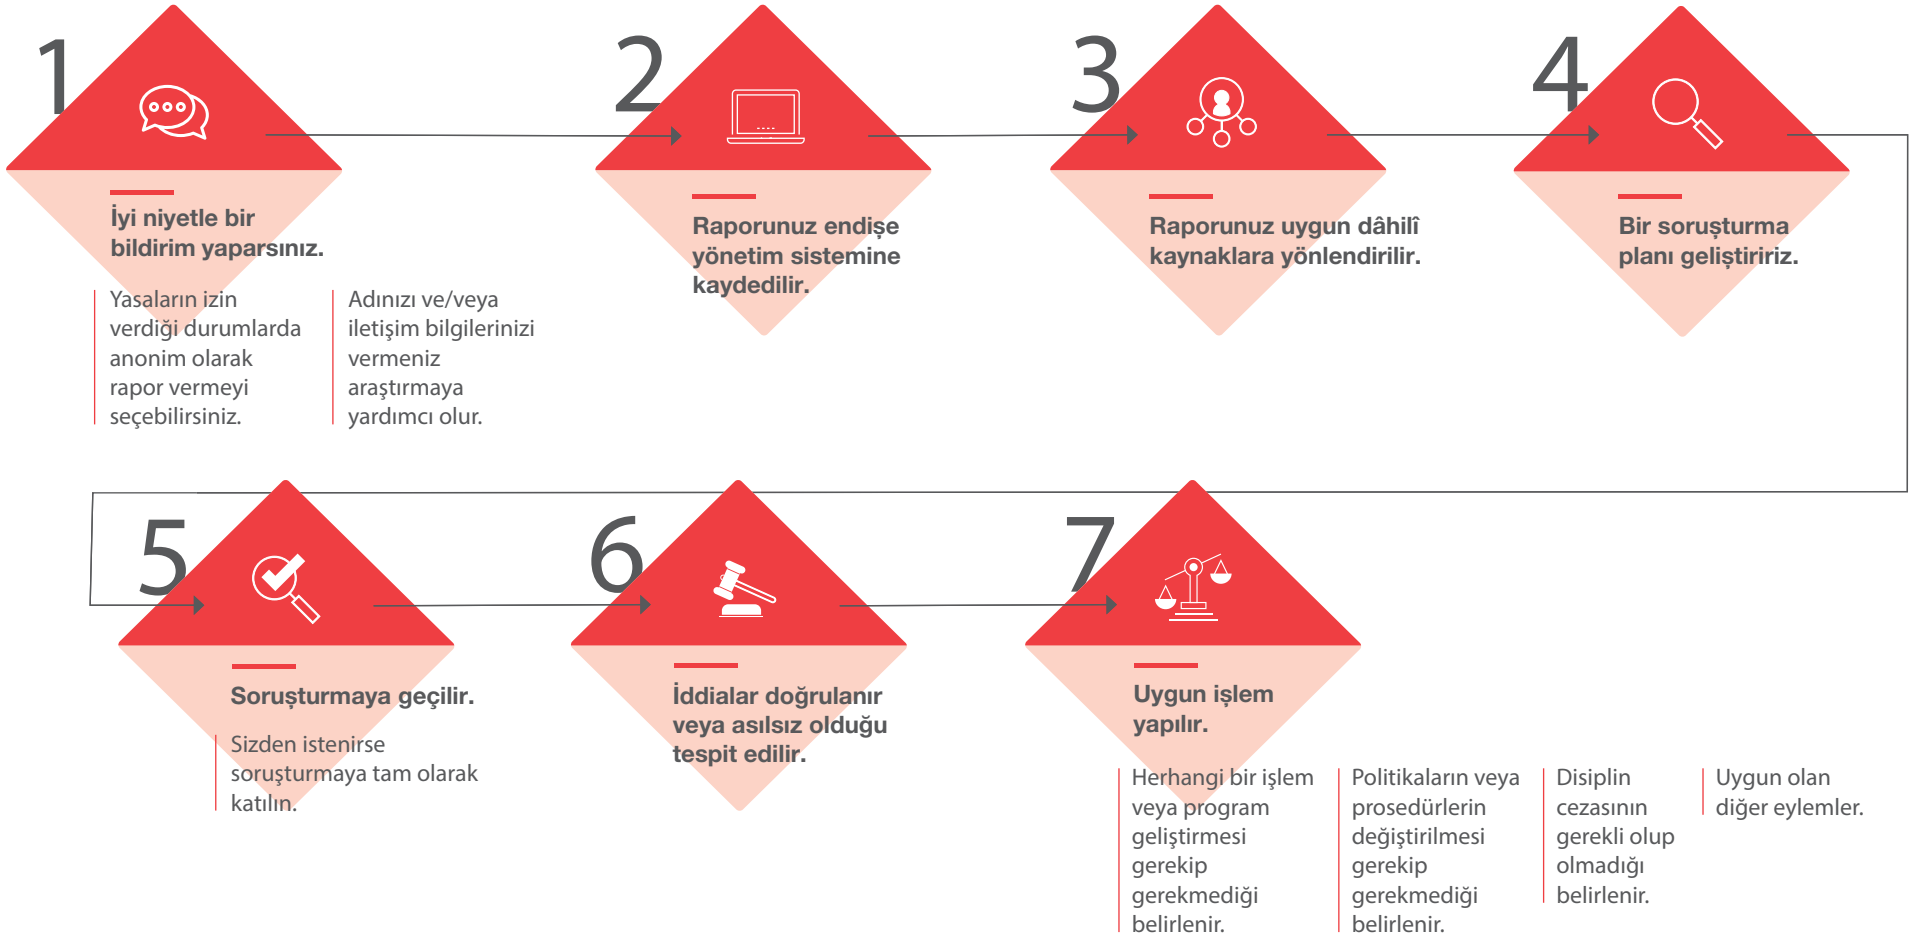 1
İyi niyetle bir
bildirim yaparsınız.
Yasaların izin
verdiği durumlarda
anonim olarak
rapor vermeyi
seçebilirsiniz.
Adınızı ve/veya
iletişim bilgilerinizi
vermeniz
araştırmaya
yardımcı olur.
2
Raporunuz endişe
yönetim sistemine
kaydedilir.
3
Raporunuz uygun dâhilî
kaynaklara yönlendirilir.
4
Bir soruşturma
planı geliştiririz.
5
Soruşturmaya geçilir.
Sizden istenirse
soruşturmaya tam olarak
katılın.
6
İddialar doğrulanır
veya asılsız olduğu
tespit edilir.
7
Uygun işlem
yapılır.
Herhangi bir işlem
veya program
geliştirmesi
gerekip
gerekmediği
belirlenir.
Politikaların veya
prosedürlerin
değiştirilmesi
gerekip
gerekmediği
belirlenir.
Disiplin
cezasının
gerekli olup
olmadığı
belirlenir.
Uygun olan
diğer eylemler.